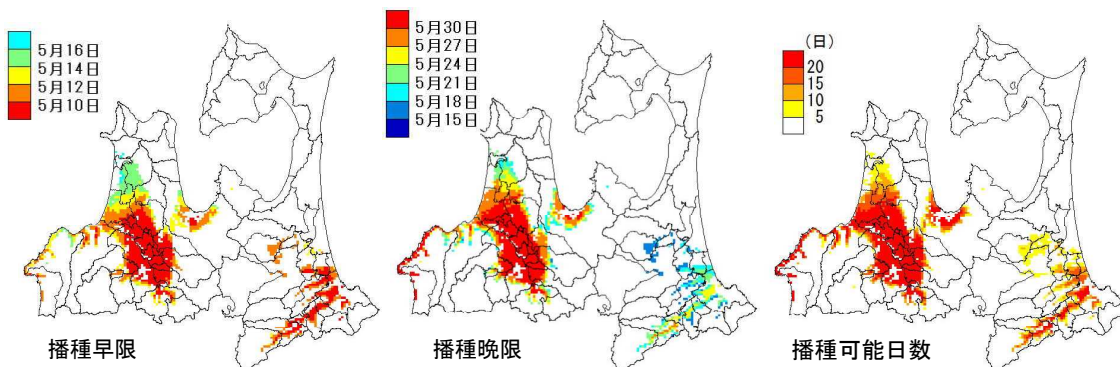 5月16日
5月14日
5月12日
5月10日
播種早限
5月30日
5月27日
5月24日
5月21日
5月18日
5月15日
播種晩限
(日)
20
15
10
5
播種可能日数